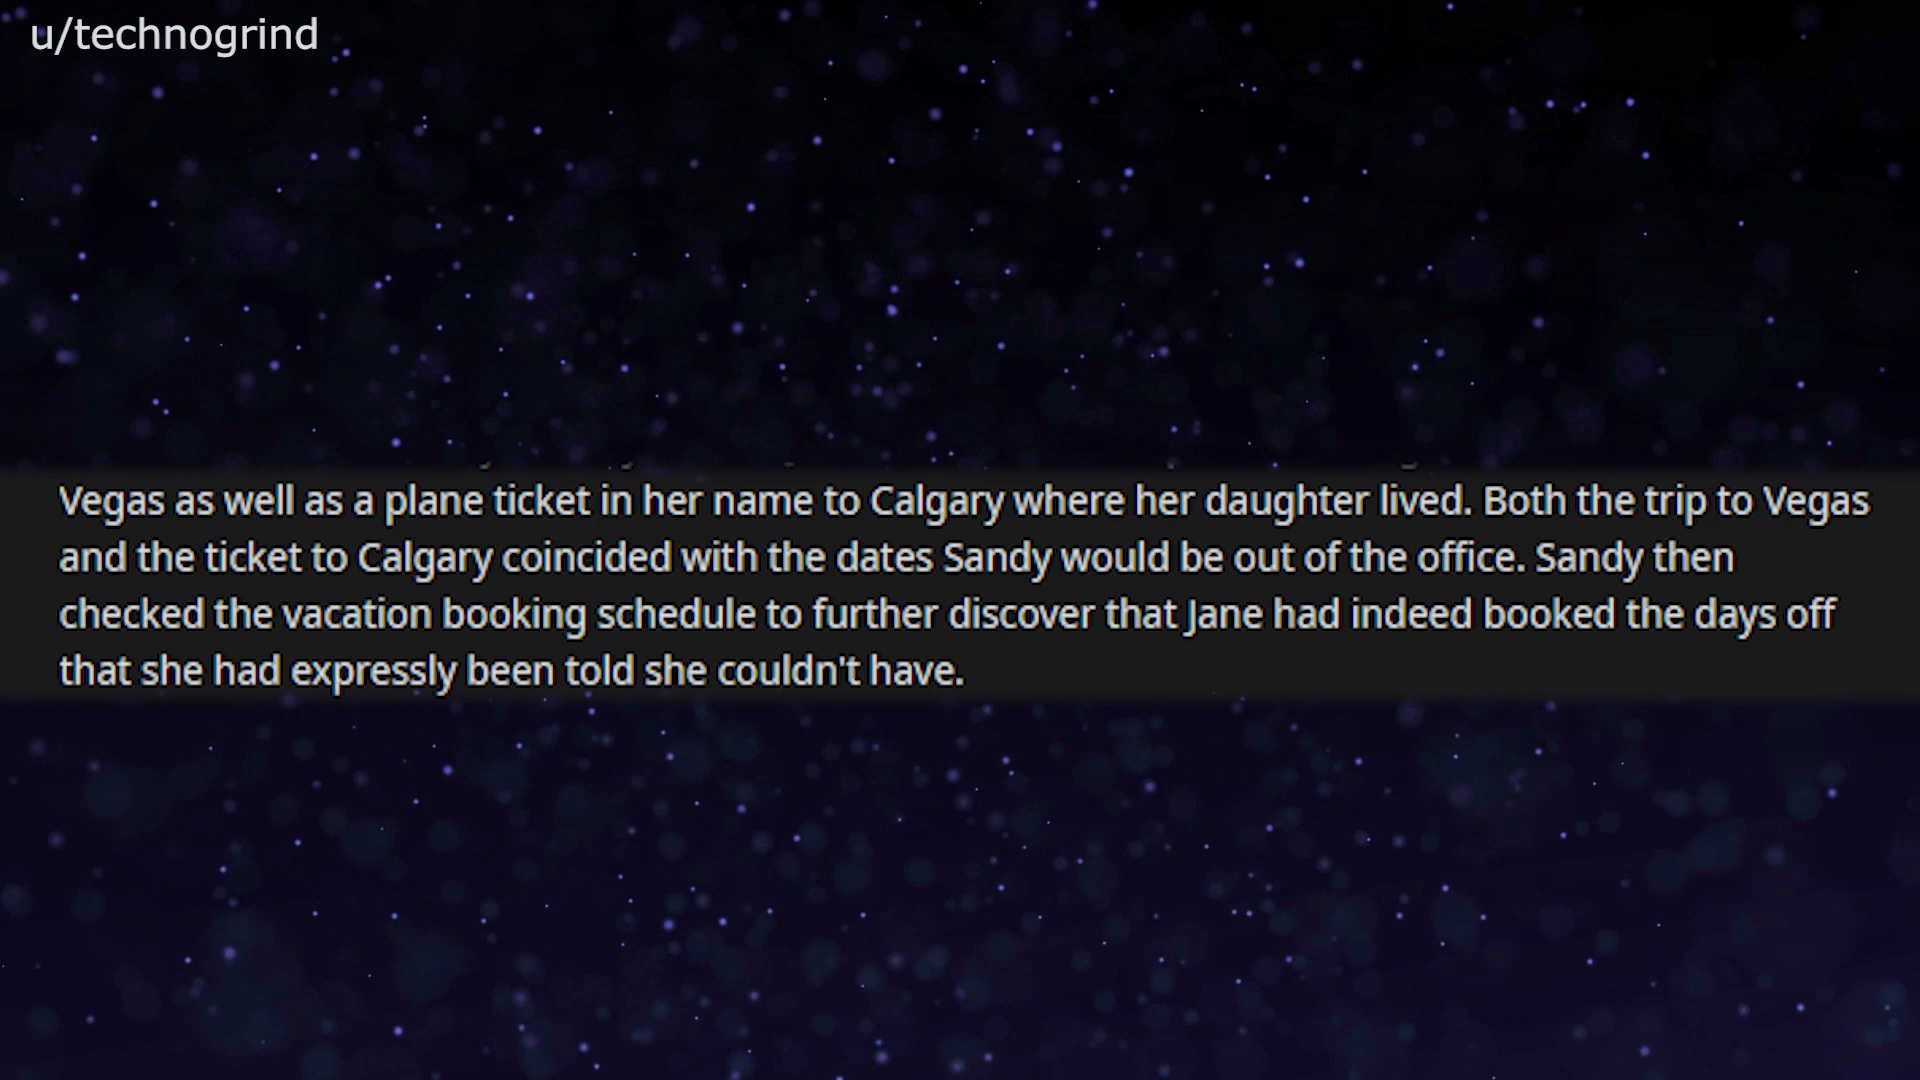 u/technogrind
Vegas as well as a plane ticket in her name to Calgary where her daughter lived. Both the trip to Vegas
and the ticket to Calgary coincided with the dates Sandy would be out of the office. Sandy then
checked the vacation booking schedule to further discover that Jane had indeed booked the days off
that she had expressly been told she couldn't have.